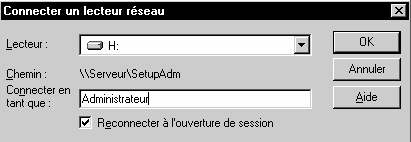 Connecter un lecteur réseau
Lecteur : H: OK
Chemin : \\Serveur\SetupAdm Annuler
Connecter en
tant que : Administrateur Aide
Reconnecter à l'ouverture de session